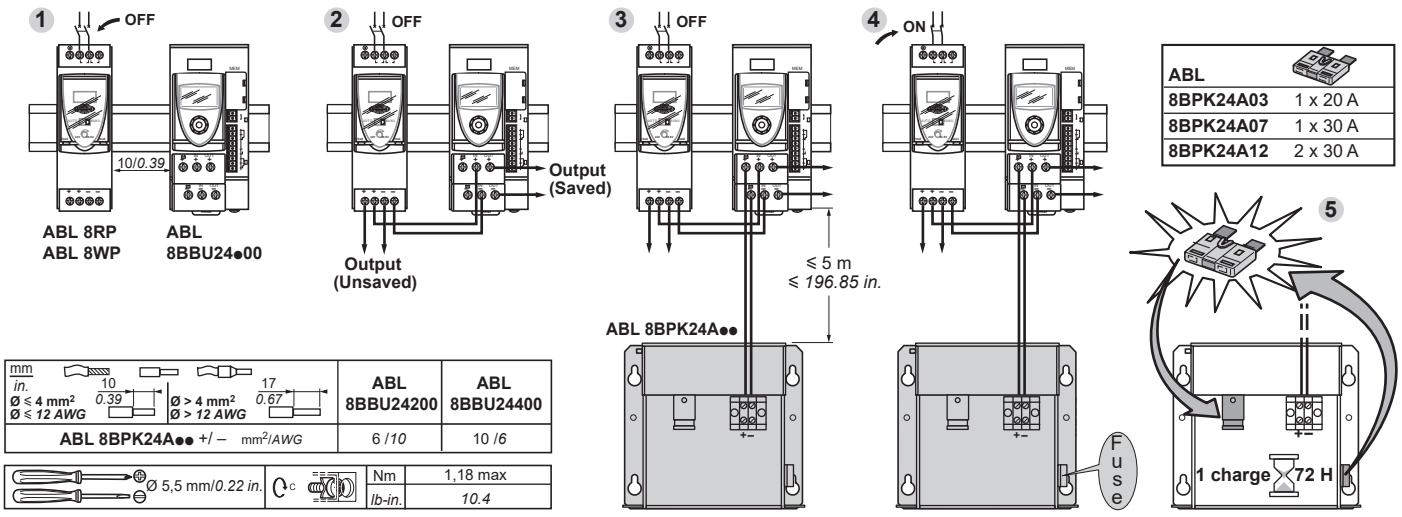 1
OFF
10/0.39
MEM
ABL 8RP
ABL 8WP
ABL
8BBU24●00
2
OFF
MEM
Output
(Saved)
Output
(Unsaved)
3
OFF
MEM
⩽ 5 m
⩽ 196.85 in.
ABL 8BPK24A●●
+ –
4
ON
MEM
+ –
Fuse
ABL
8BPK24A03 1 x 20 A
8BPK24A07 1 x 30 A
8BPK24A12 2 x 30 A
5
+ –
1 charge 72 H
mm
in.
Ø ⩽ 4 mm²
Ø ⩽ 12 AWG
10
0.39
Ø > 4 mm²
Ø > 12 AWG
17
0.67
ABL
8BBU24200
ABL
8BBU24400
ABL 8BPK24A●● +/ – mm²/AWG 6 /10 10 /6
Ø 5,5 mm/0.22 in.
C
Nm 1,18 max
lb-in. 10.4